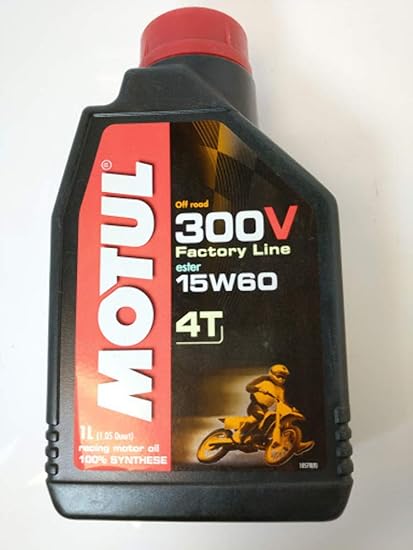 MOTUL®
Off road
300V
Factory Line
ester
15W60
4T
1L (1.05 Quart)
racing motor oil
100% SYNTHESE